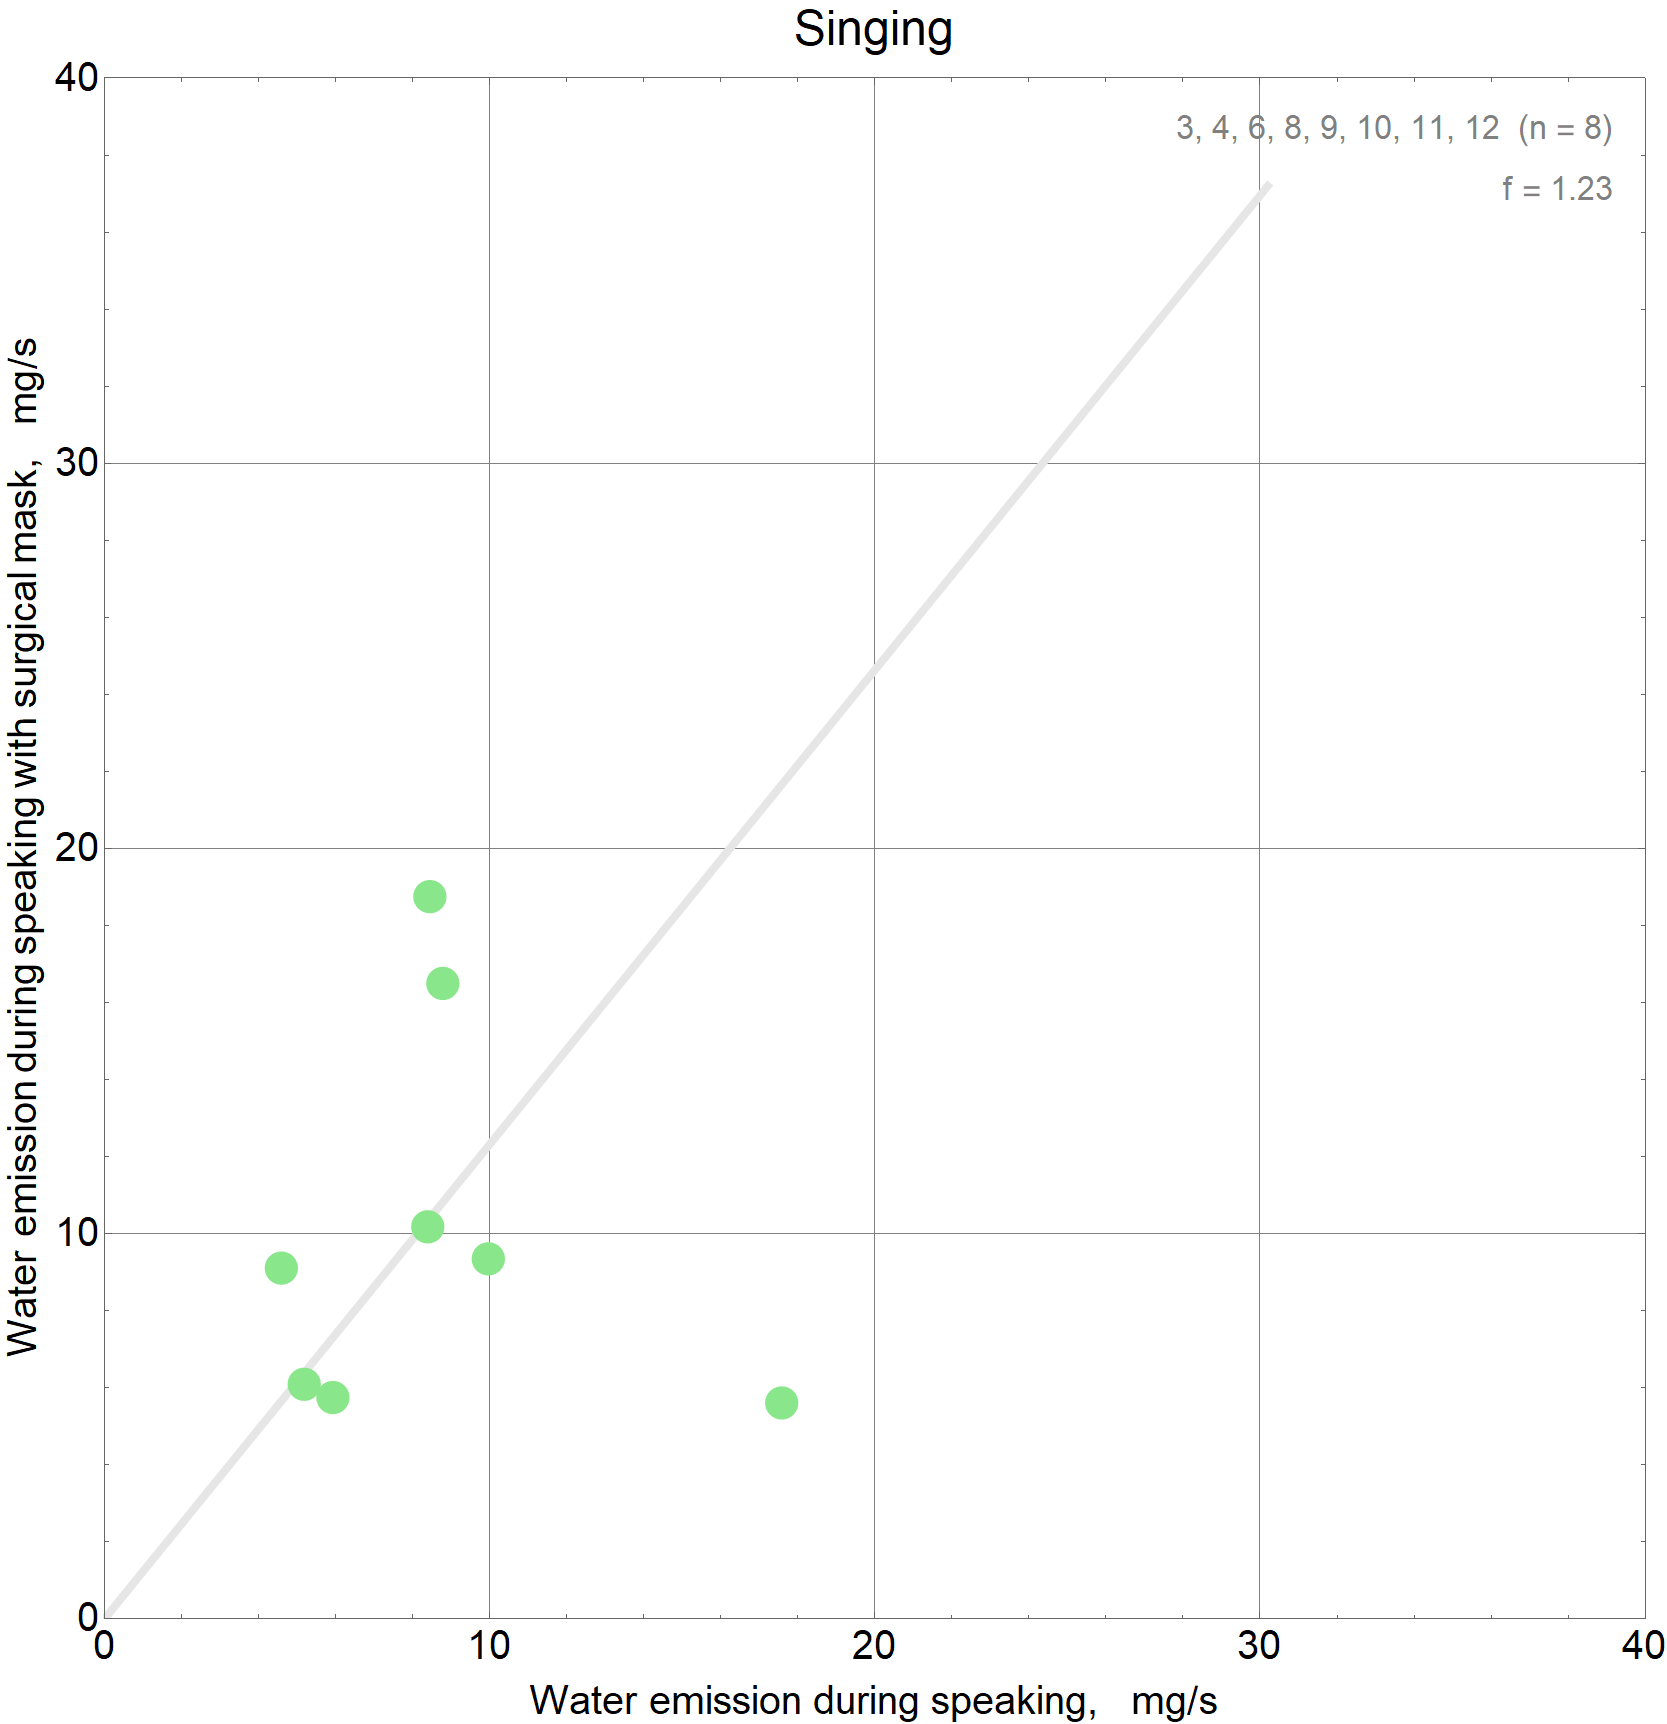 Singing
40
3, 4, 6, 8, 9, 10, 11, 12 (n = 8)
f = 1.23
Water emission during speaking with surgical mask, mg/s
30
20
10
0
0 10 20 30 40
Water emission during speaking, mg/s